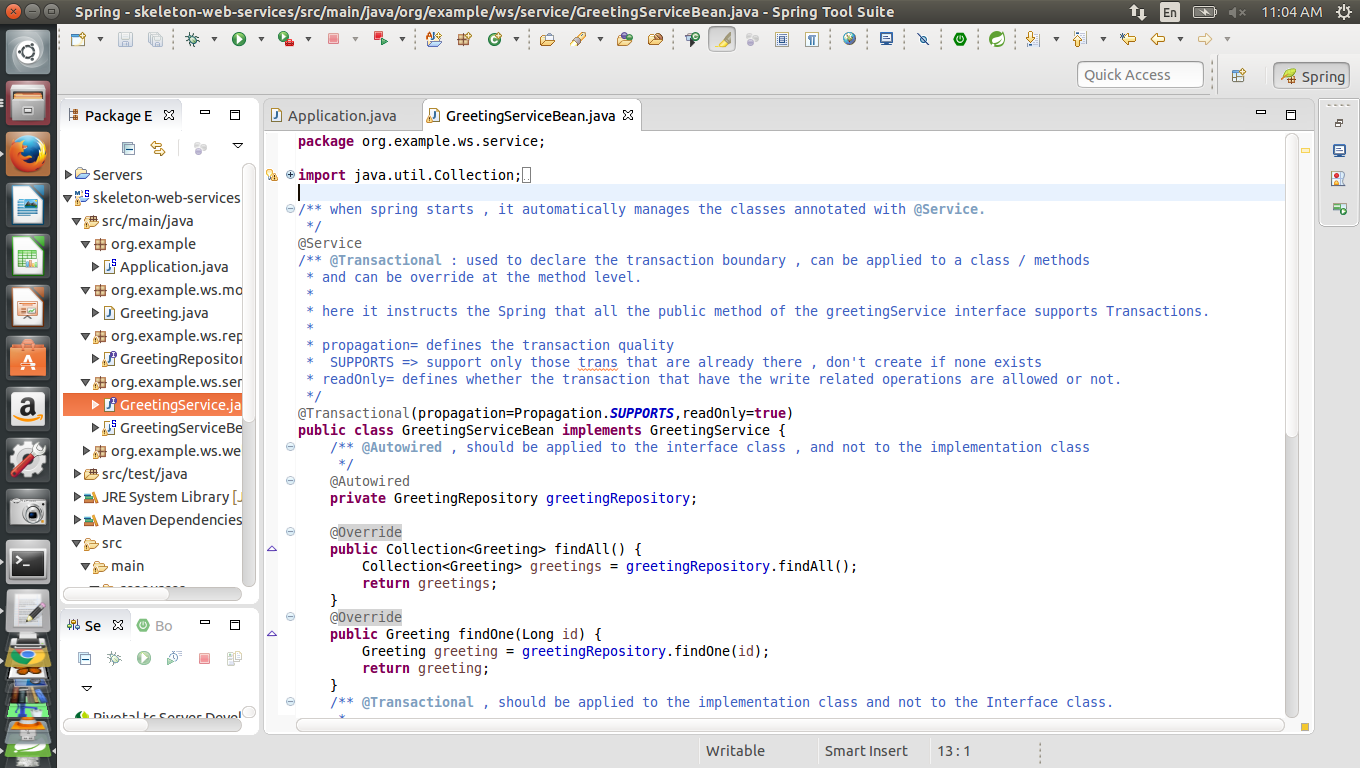 Spring - skeleton-web-services/src/main/java/org/example/ws/service/GreetingServiceBean.java - Spring Tool Suite
En
11:04 AM
Quick Access
Spring
Package E
Servers
skeleton-web-services
src/main/java
org.example
Application.java
org.example.ws.mo
Greeting.java
org.example.ws.rep
GreetingRepositor
org.example.ws.ser
GreetingService.ja
GreetingServiceBe
org.example.ws.we
src/test/java
JRE System Library [J
Maven Dependencies
src
main
Se
Bo
Pivotal tc Server Devel
Application.java
GreetingServiceBean.java
package org.example.ws.service;
import java.util.Collection;
/** when spring starts , it automatically manages the classes annotated with @Service.
*/
@Service
/** @Transactional : used to declare the transaction boundary , can be applied to a class / methods
* and can be override at the method level.
*
* here it instructs the Spring that all the public method of the greetingService interface supports Transactions.
*
* propagation= defines the transaction quality
*  SUPPORTS => support only those trans that are already there , don't create if none exists
* readOnly= defines whether the transaction that have the write related operations are allowed or not.
*/
@Transactional(propagation=Propagation.SUPPORTS,readOnly=true)
public class GreetingServiceBean implements GreetingService {
/** @Autowired , should be applied to the interface class , and not to the implementation class
*/
@Autowired
private GreetingRepository greetingRepository;
@Override
public Collection<Greeting> findAll() {
Collection<Greeting> greetings = greetingRepository.findAll();
return greetings;
}
@Override
public Greeting findOne(Long id) {
Greeting greeting = greetingRepository.findOne(id);
return greeting;
}
/** @Transactional , should be applied to the implementation class and not to the Interface class.
*
Writable
Smart Insert
13 : 1